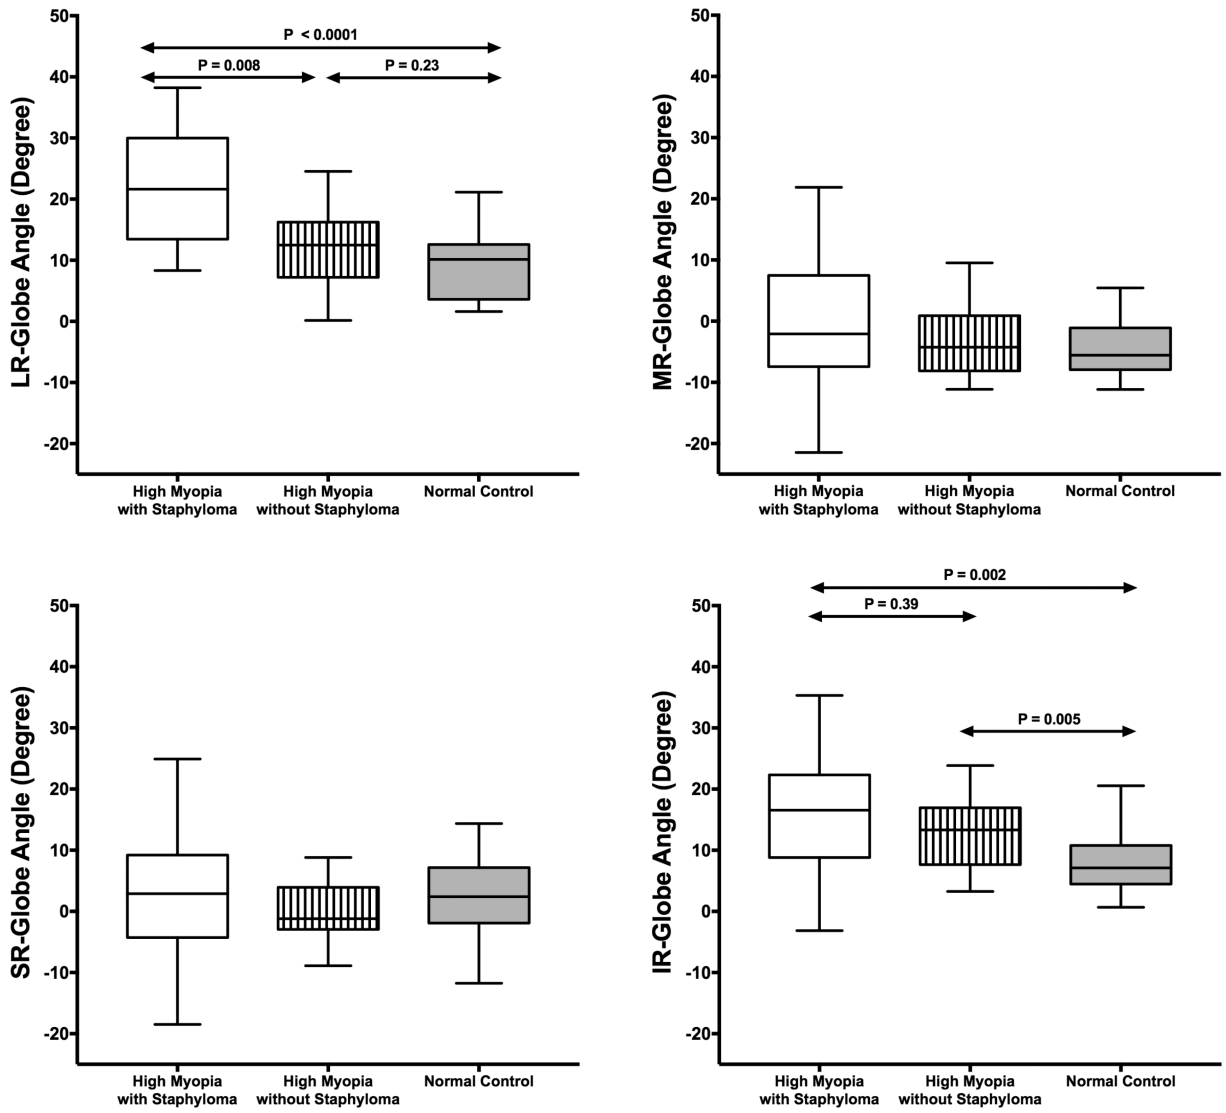 LR-Globe Angle (Degree)
50
40
30
20
10
0
-10
-20
P < 0.0001
P = 0.008
P = 0.23
High Myopia
with Staphyloma
High Myopia
without Staphyloma
Normal Control
MR-Globe Angle (Degree)
50
40
30
20
10
0
-10
-20
High Myopia
with Staphyloma
High Myopia
without Staphyloma
Normal Control
SR-Globe Angle (Degree)
50
40
30
20
10
0
-10
-20
High Myopia
with Staphyloma
High Myopia
without Staphyloma
Normal Control
IR-Globe Angle (Degree)
50
40
30
20
10
0
-10
-20
P = 0.002
P = 0.39
P = 0.005
High Myopia
with Staphyloma
High Myopia
without Staphyloma
Normal Control